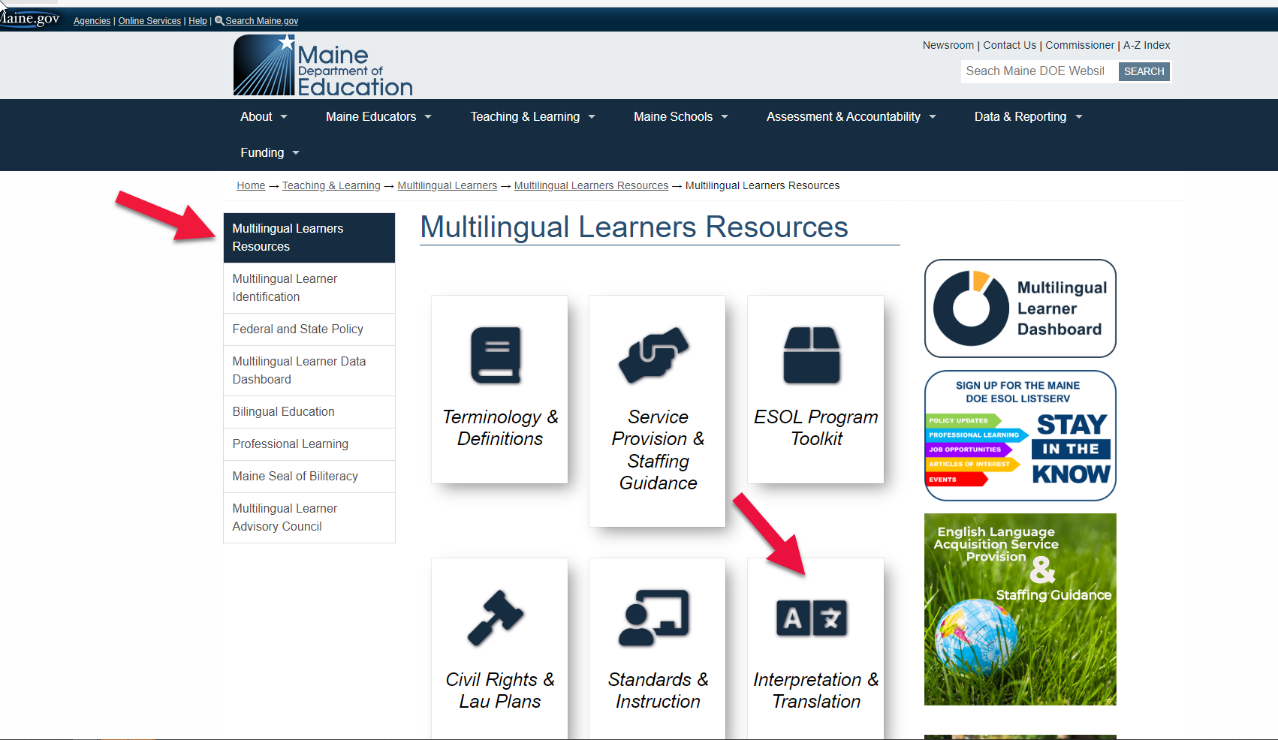 Maine.gov
Agencies | Online Services | Help | Search Maine.gov
Maine
Department of
Education
Newsroom | Contact Us | Commissioner | A-Z Index
Seach Maine DOE Websit
SEARCH
About
Maine Educators
Teaching & Learning
Maine Schools
Assessment & Accountability
Data & Reporting
Funding
Home → Teaching & Learning → Multilingual Learners → Multilingual Learners Resources → Multilingual Learners Resources
Multilingual Learners
Resources
Multilingual Learner
Identification
Federal and State Policy
Multilingual Learner Data
Dashboard
Bilingual Education
Professional Learning
Maine Seal of Biliteracy
Multilingual Learner
Advisory Council
Multilingual Learners Resources
Terminology &
Definitions
Service
Provision &
Staffing
Guidance
ESOL Program
Toolkit
Civil Rights &
Lau Plans
Standards &
Instruction
A 文
Interpretation &
Translation
Multilingual
Learner
Dashboard
SIGN UP FOR THE MAINE
DOE ESOL LISTSERV
POLICY UPDATES
PROFESSIONAL LEARNING
JOB OPPORTUNITIES
ARTICLES OF INTEREST
EVENTS
STAY
IN THE
KNOW
English Language
Acquisition Service
Provision
&
Staffing Guidance